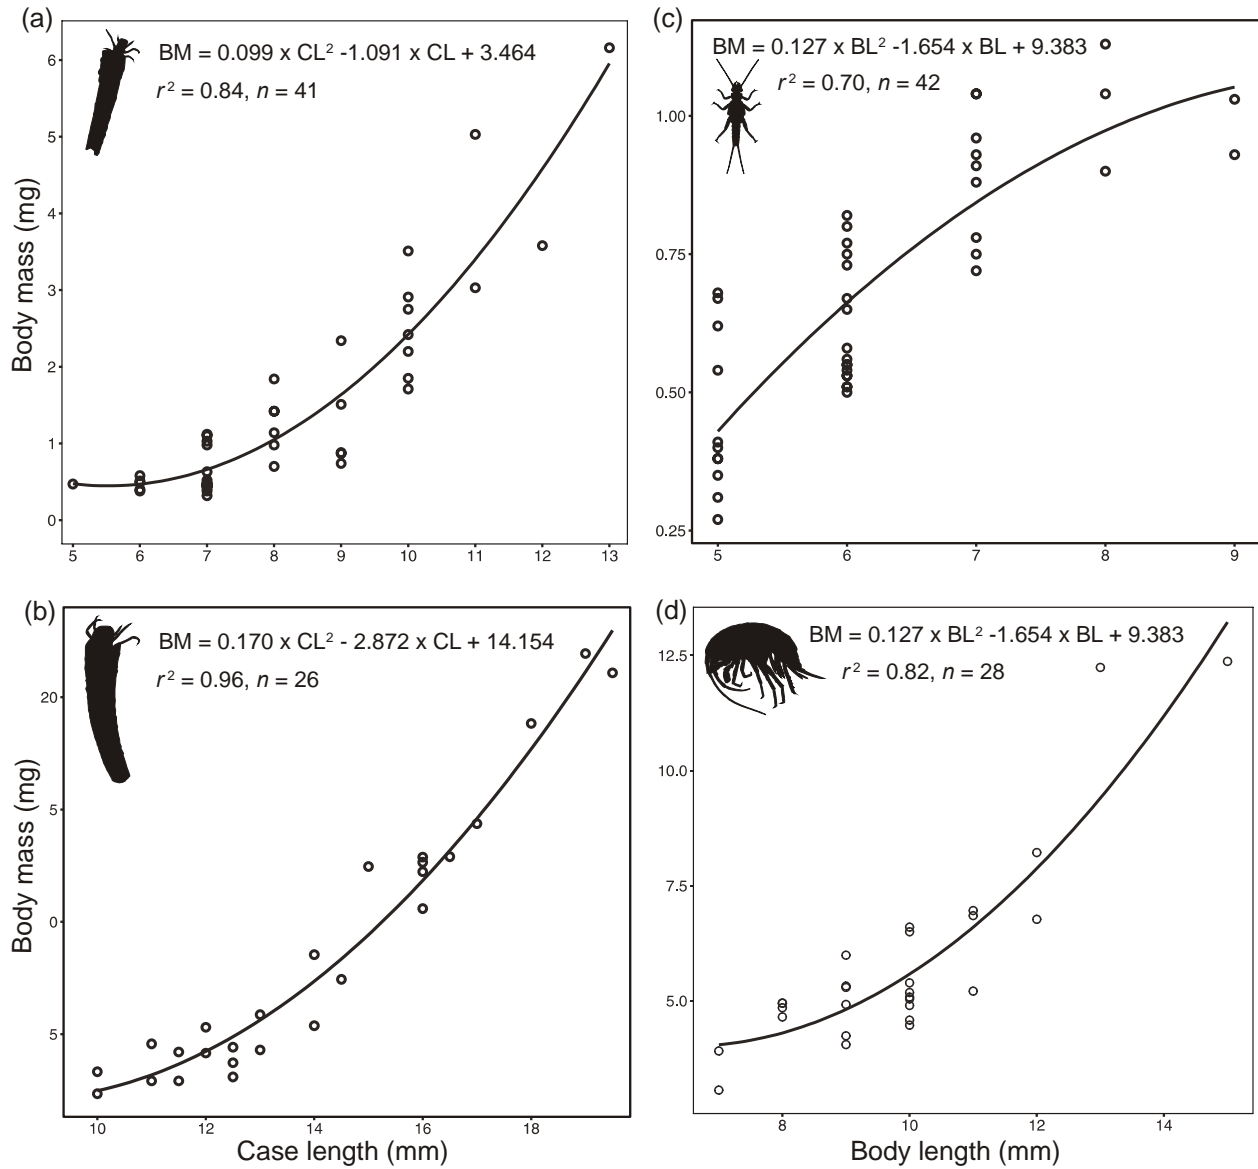 (a)
BM = 0.099 x CL² -1.091 x CL + 3.464
r² = 0.84, n = 41
Body mass (mg)
6
5
4
3
2
1
0
5 6 7 8 9 10 11 12 13
(c)
BM = 0.127 x BL² -1.654 x BL + 9.383
r² = 0.70, n = 42
1.00
0.75
0.50
0.25
5 6 7 8 9
(b)
BM = 0.170 x CL² - 2.872 x CL + 14.154
r² = 0.96, n = 26
Body mass (mg)
20
5
0
5
10 12 14 16 18
Case length (mm)
(d)
BM = 0.127 x BL² -1.654 x BL + 9.383
r² = 0.82, n = 28
12.5
10.0
7.5
5.0
8 10 12 14
Body length (mm)